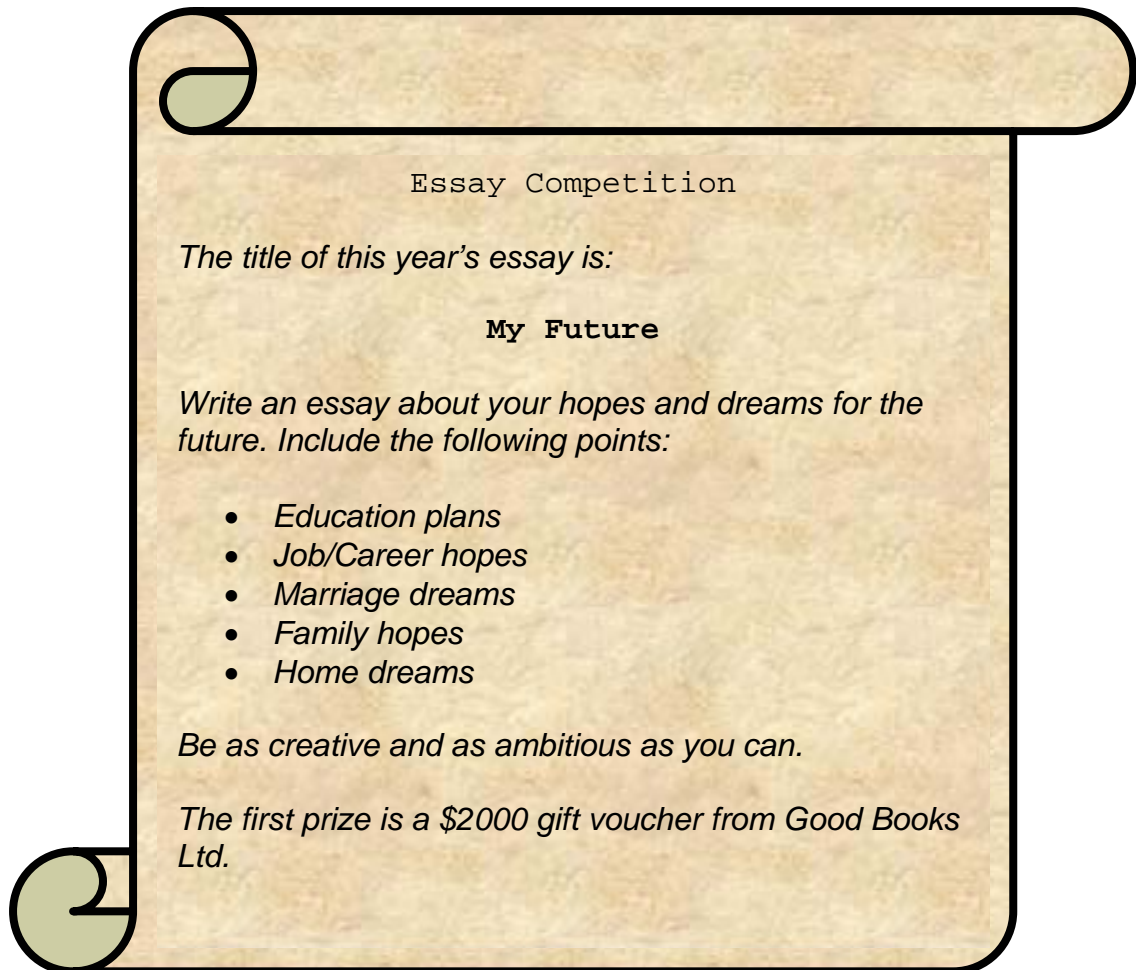 Essay Competition
The title of this year’s essay is:
My Future
Write an essay about your hopes and dreams for the
future. Include the following points:
• Education plans
• Job/Career hopes
• Marriage dreams
• Family hopes
• Home dreams
Be as creative and as ambitious as you can.
The first prize is a $2000 gift voucher from Good Books
Ltd.